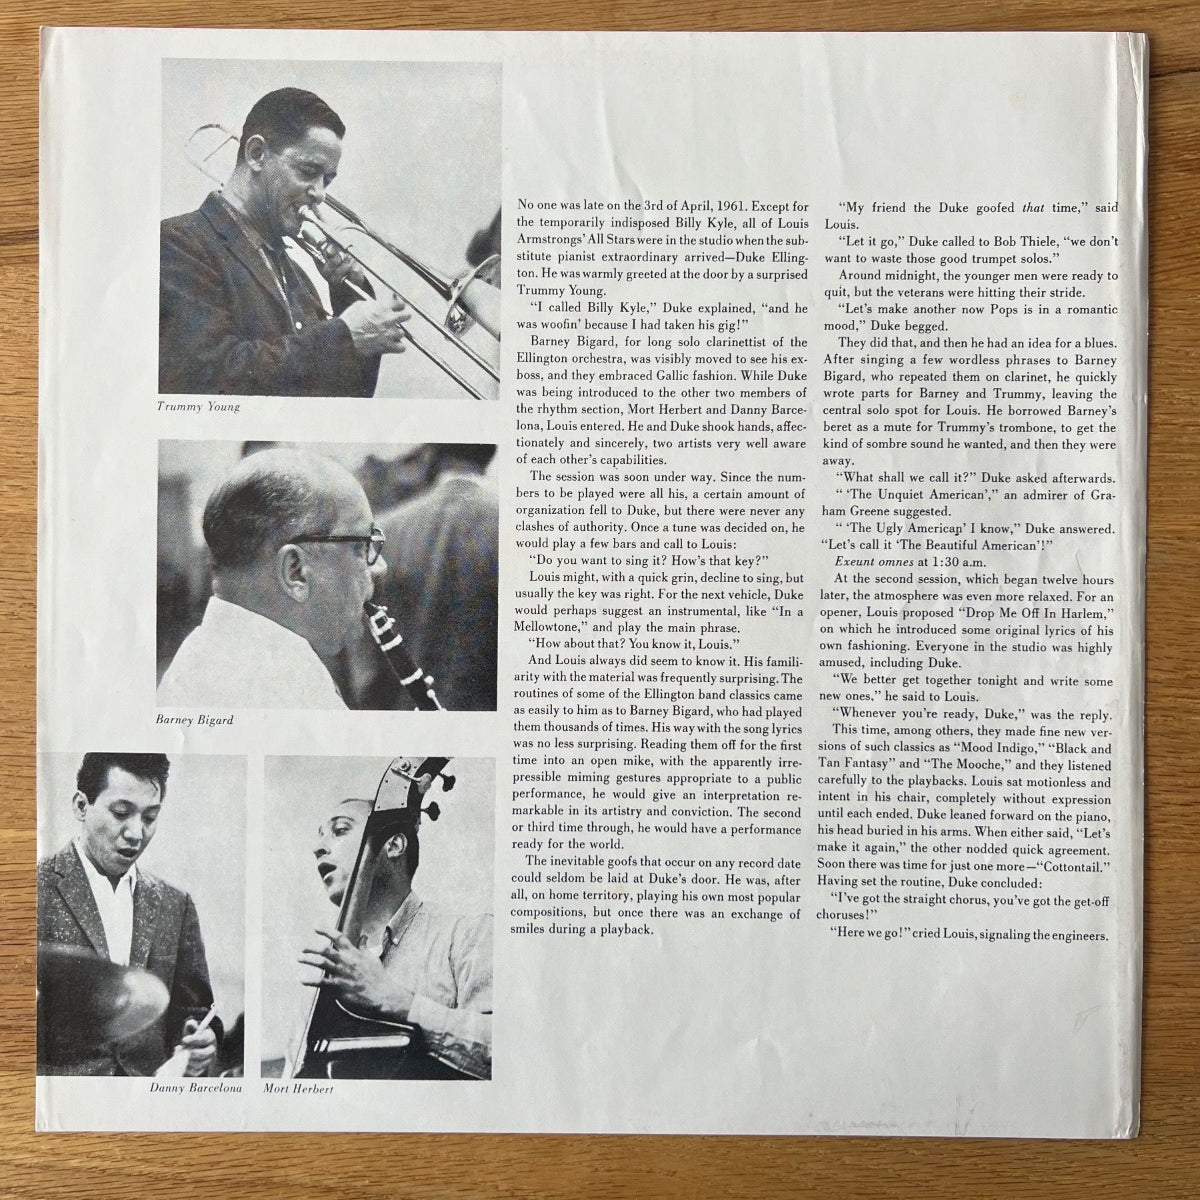 Trummy Young
Barney Bigard
Danny Barcelona
Mort Herbert
No one was late on the 3rd of April, 1961. Except for
the temporarily indisposed Billy Kyle, all of Louis
Armstrongs' All Stars were in the studio when the sub-
stitute pianist extraordinary arrived—Duke Elling-
ton. He was warmly greeted at the door by a surprised
Trummy Young.
"I called Billy Kyle," Duke explained, "and he
was woofin' because I had taken his gig!"
Barney Bigard, for long solo clarinettist of the
Ellington orchestra, was visibly moved to see his ex-
boss, and they embraced Gallic fashion. While Duke
was being introduced to the other two members of
the rhythm section, Mort Herbert and Danny Barce-
lona, Louis entered. He and Duke shook hands, affec-
tionately and sincerely, two artists very well aware
of each other's capabilities.
The session was soon under way. Since the num-
bers to be played were all his, a certain amount of
organization fell to Duke, but there were never any
clashes of authority. Once a tune was decided on, he
would play a few bars and call to Louis:
"Do you want to sing it? How's that key?"
Louis might, with a quick grin, decline to sing, but
usually the key was right. For the next vehicle, Duke
would perhaps suggest an instrumental, like "In a
Mellowtone," and play the main phrase.
"How about that? You know it, Louis."
And Louis always did seem to know it. His famili-
arity with the material was frequently surprising. The
routines of some of the Ellington band classics came
as easily to him as to Barney Bigard, who had played
them thousands of times. His way with the song lyrics
was no less surprising. Reading them off for the first
time into an open mike, with the apparently irre-
pressible miming gestures appropriate to a public
performance, he would give an interpretation re-
markable in its artistry and conviction. The second
or third time through, he would have a performance
ready for the world.
The inevitable goofs that occur on any record date
could seldom be laid at Duke's door. He was, after
all, on home territory, playing his own most popular
compositions, but once there was an exchange of
smiles during a playback.
"My friend the Duke goofed that time," said
Louis.
"Let it go," Duke called to Bob Thiele, "we don't
want to waste those good trumpet solos."
Around midnight, the younger men were ready to
quit, but the veterans were hitting their stride.
"Let's make another now Pops is in a romantic
mood," Duke begged.
They did that, and then he had an idea for a blues.
After singing a few wordless phrases to Barney
Bigard, who repeated them on clarinet, he quickly
wrote parts for Barney and Trummy, leaving the
central solo spot for Louis. He borrowed Barney's
beret as a mute for Trummy's trombone, to get the
kind of sombre sound he wanted, and then they were
away.
"What shall we call it?" Duke asked afterwards.
" 'The Unquiet American'," an admirer of Gra-
ham Greene suggested.
" 'The Ugly American' I know," Duke answered.
"Let's call it 'The Beautiful American'!"
Exeunt omnes at 1:30 a.m.
At the second session, which began twelve hours
later, the atmosphere was even more relaxed. For an
opener, Louis proposed "Drop Me Off In Harlem,"
on which he introduced some original lyrics of his
own fashioning. Everyone in the studio was highly
amused, including Duke.
"We better get together tonight and write some
new ones," he said to Louis.
"Whenever you're ready, Duke," was the reply.
This time, among others, they made fine new ver-
sions of such classics as "Mood Indigo," "Black and
Tan Fantasy" and "The Mooche," and they listened
carefully to the playbacks. Louis sat motionless and
intent in his chair, completely without expression
until each ended. Duke leaned forward on the piano,
his head buried in his arms. When either said, "Let's
make it again," the other nodded quick agreement.
Soon there was time for just one more—"Cottontail."
Having set the routine, Duke concluded:
"I've got the straight chorus, you've got the get-off
choruses!"
"Here we go!" cried Louis, signaling the engineers.